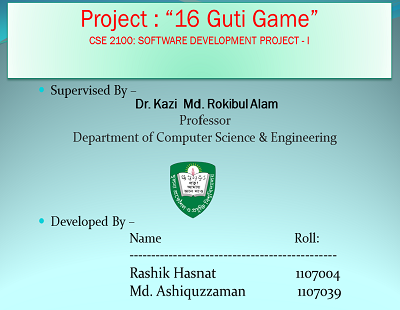 Project : “16 Guti Game”
CSE 2100: SOFTWARE DEVELOPMENT PROJECT - I
Supervised By –
Dr. Kazi Md. Rokibul Alam
Professor
Department of Computer Science & Engineering
Developed By –
Name Roll:
-----------------------------------------------
Rashik Hasnat 1107004
Md. Ashiquzzaman 1107039